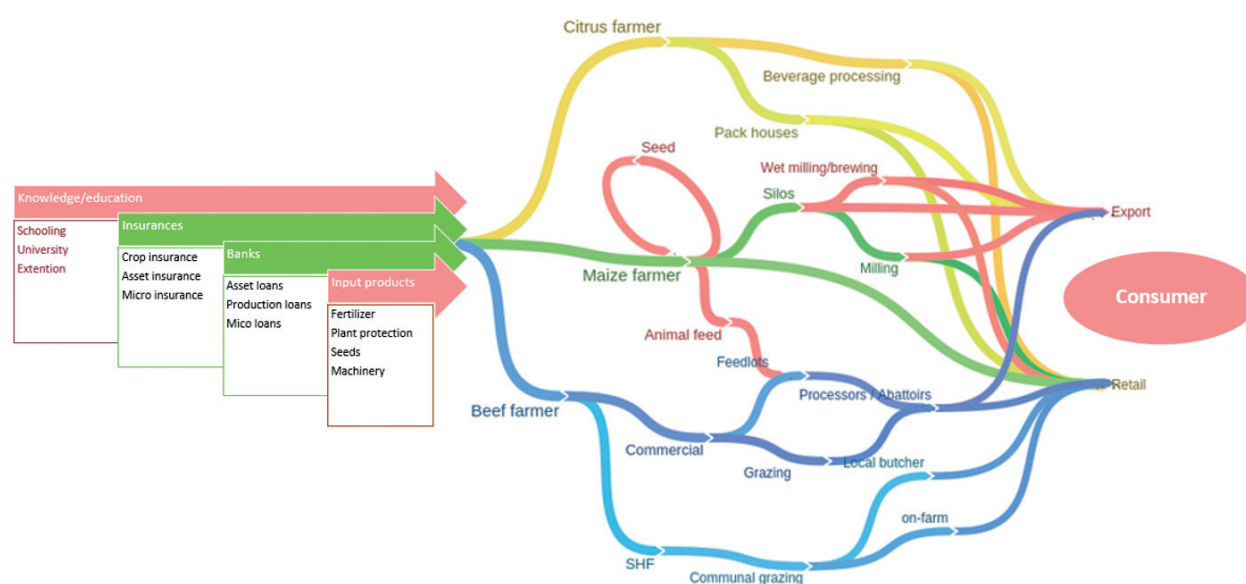 Knowledge/education
Schooling
University
Extention
Insurances
Crop insurance
Asset insurance
Micro insurance
Banks
Asset loans
Production loans
Mico loans
Input products
Fertilizer
Plant protection
Seeds
Machinery
Citrus farmer
Beverage processing
Pack houses
Seed
Wet milling/brewing
Silos
Export
Maize farmer
Milling
Consumer
Animal feed
Feedlots
Retail
Processors / Abattoirs
Beef farmer
Commercial
Grazing
Local butcher
on-farm
SHF
Communal grazing